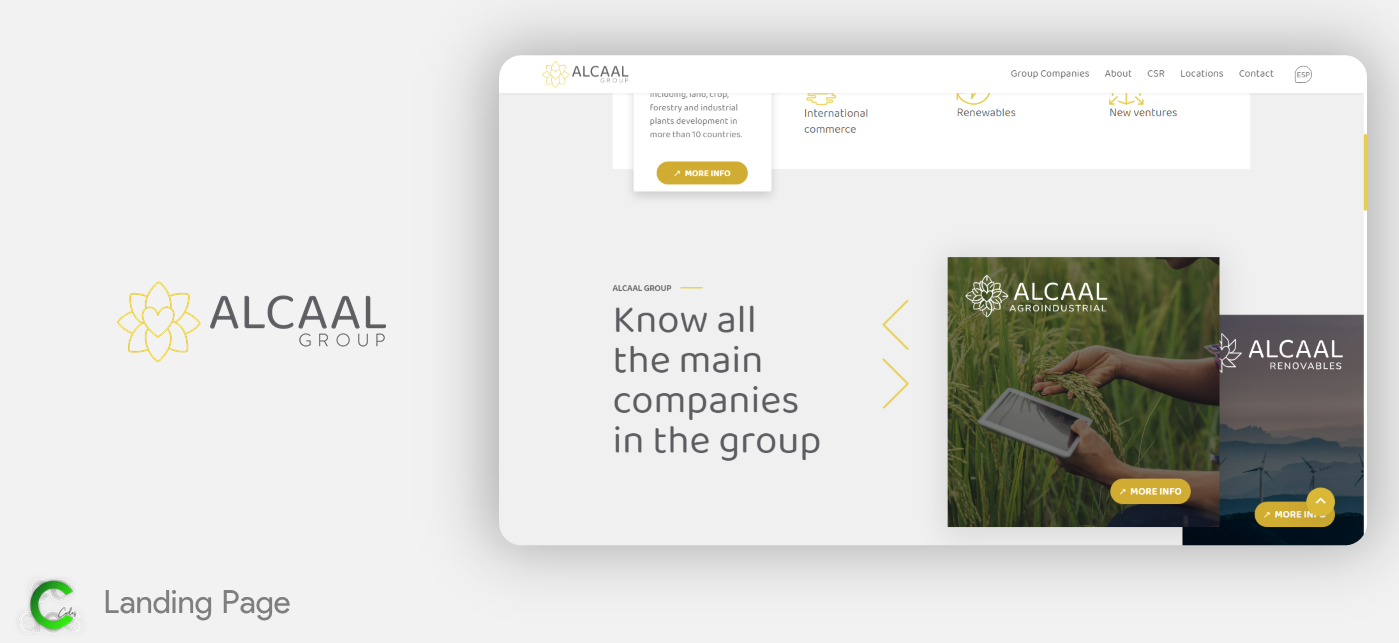 ALCAAL
GROUP
Landing Page
ALCAAL
GROUP
Group Companies
About
CSR
Locations
Contact
ESP
including, land, crop,
forestry and industrial
plants development in
more than 10 countries.
↗ MORE INFO
International
commerce
Renewables
New ventures
ALCAAL GROUP
Know all
the main
companies
in the group
ALCAAL
AGROINDUSTRIAL
↗ MORE INFO
ALCAAL
RENOVABLES
↗ MORE INFO